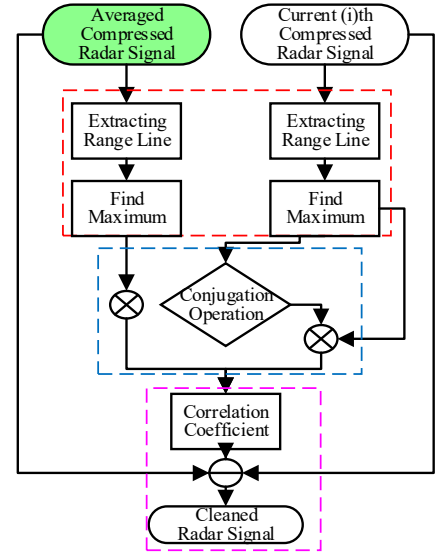 Averaged
Compressed
Radar Signal
Current (i)th
Compressed
Radar Signal
Extracting
Range Line
Extracting
Range Line
Find
Maximum
Find
Maximum
Conjugation
Operation
Correlation
Coefficient
Cleaned
Radar Signal